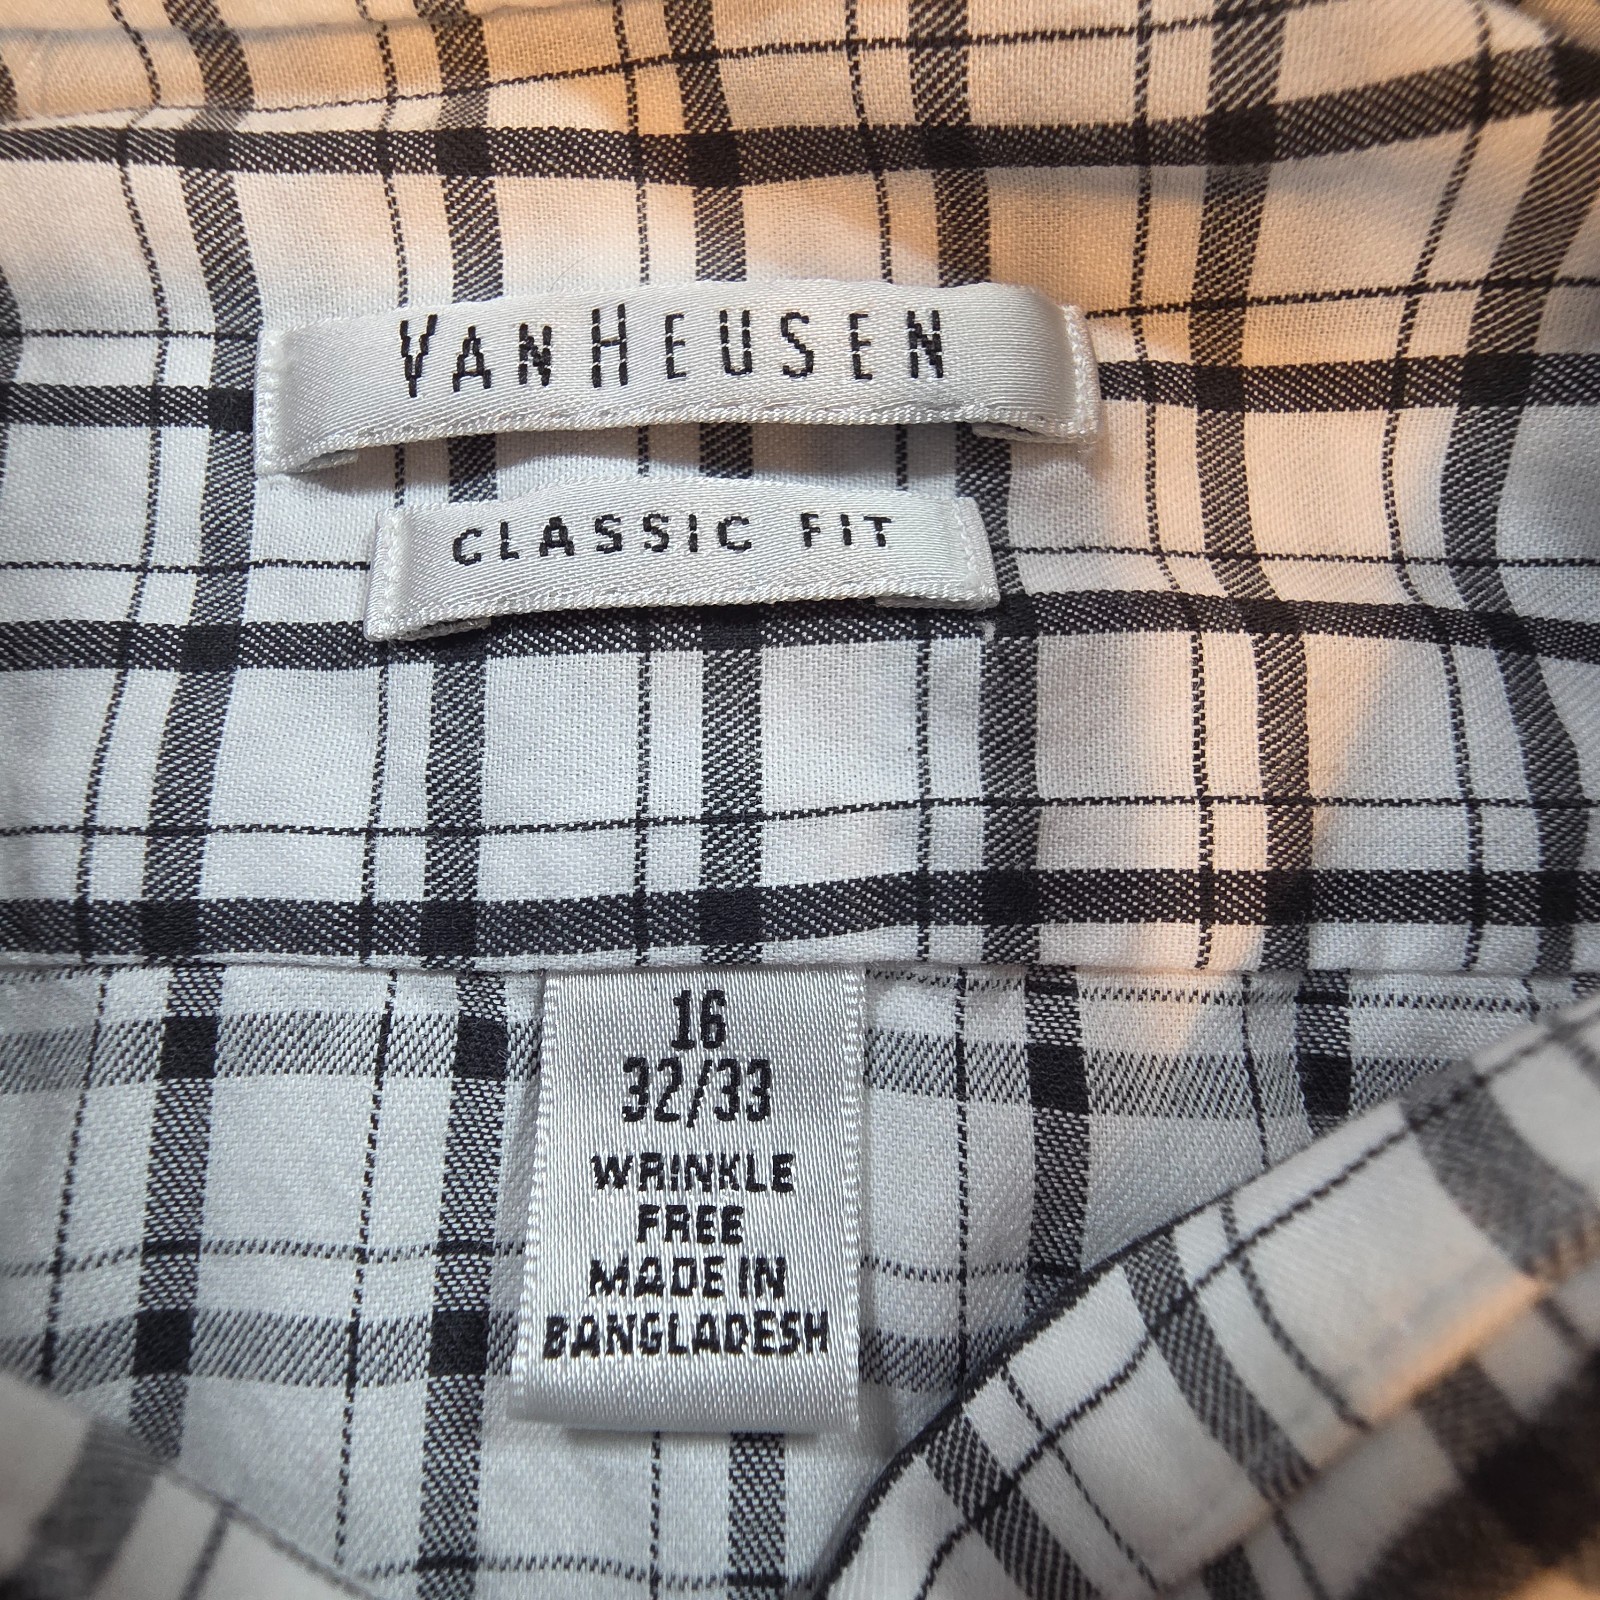 VANHEUSEN
CLASSIC FIT
16
32/33
WRINKLE
FREE
MADE IN
BANGLADESH